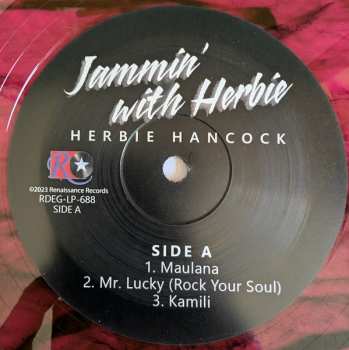 Jammin'
with Herbie
HERBIE HANCOCK
R
©2023 Renaissance Records
RDEG-LP-688
SIDE A
SIDE A
1. Maulana
2. Mr. Lucky (Rock Your Soul)
3. Kamili